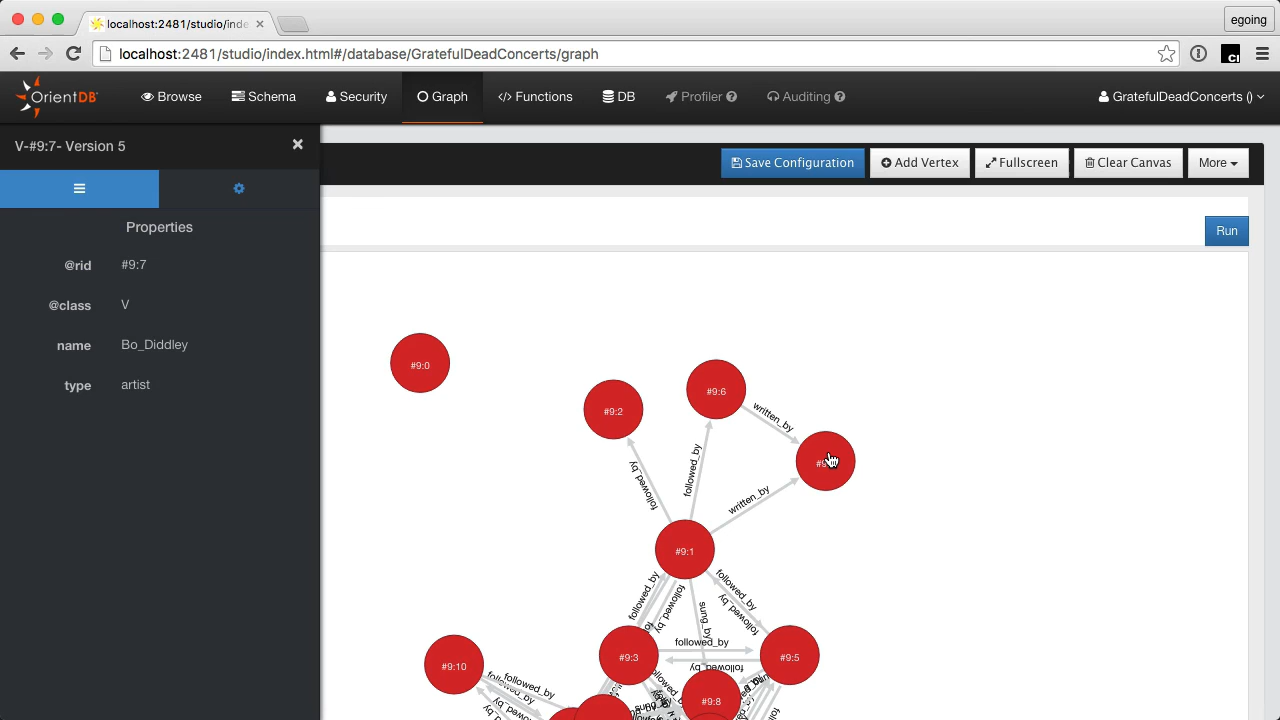 localhost:2481/studio/inde
egoing
localhost:2481/studio/index.html#/database/GratefulDeadConcerts/graph
OrientDB
Browse
Schema
Security
Graph
</> Functions
DB
Profiler
Auditing
GratefulDeadConcerts ()
V-#9:7- Version 5
Save Configuration
Add Vertex
Fullscreen
Clear Canvas
More
Properties
Run
@rid #9:7
@class V
name Bo_Diddley
type artist
#9:0
#9:6
#9:2
written_by
followed_by
followed_by
written_by
#9:1
followed_by
followed_by
followed_by
followed_by
sung_by
followed_by
#9:3
#9:5
followed_by
#9:10
followed_by
#9:8